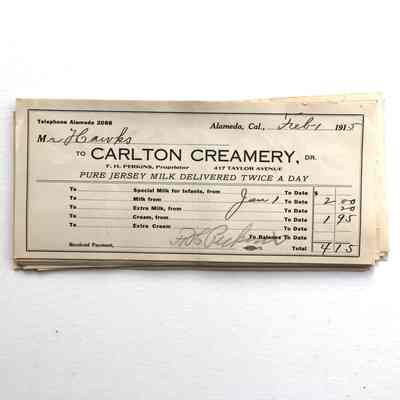 Telephone Alameda 2086
Alameda, Cal., Feb 1 1915
Mr Hawks
TO CARLTON CREAMERY, DR.
F. H. PERKINS, Proprietor 417 TAYLOR AVENUE
PURE JERSEY MILK DELIVERED TWICE A DAY
To Special Milk for Infants, from To Date $
To Milk from Jan 1 To Date 2 00
To Extra Milk, from To Date 20
To Cream, from To Date 1 95
To Extra Cream To Date
To Balance To Date
Received Payment, F H Perkins Total 4 15